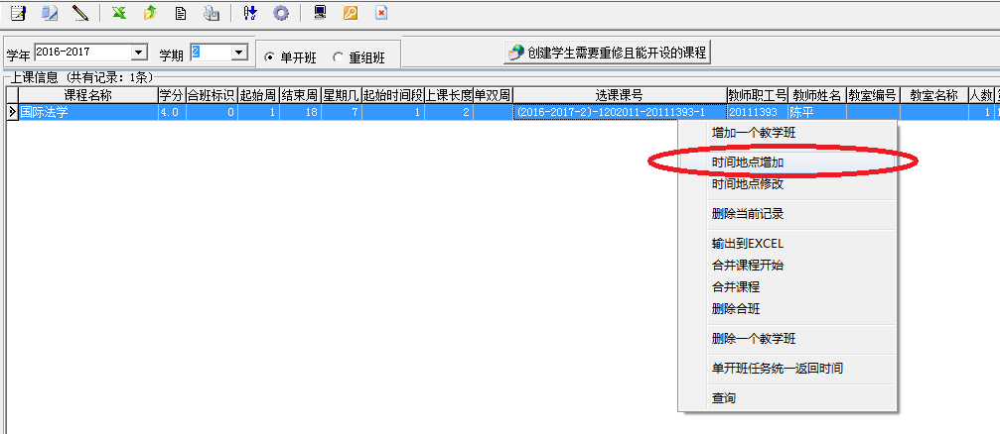 学年 2016-2017 学期 2 单开班 重组班 创建学生需要重修且能开设的课程
上课信息 (共有记录：1条)
课程名称 学分 合班标识 起始周 结束周 星期几 起始时间段 上课长度 单双周 选课课号 教师职工号 教师姓名 教室编号 教室名称 人数
国际法学 4.0 0 1 18 7 1 2 (2016-2017-2)-1202011-20111393-1 20111393 陈平 1
增加一个教学班
时间地点增加
时间地点修改
删除当前记录
输出到EXCEL
合并课程开始
合并课程
删除合班
删除一个教学班
单开班任务统一返回时间
查询